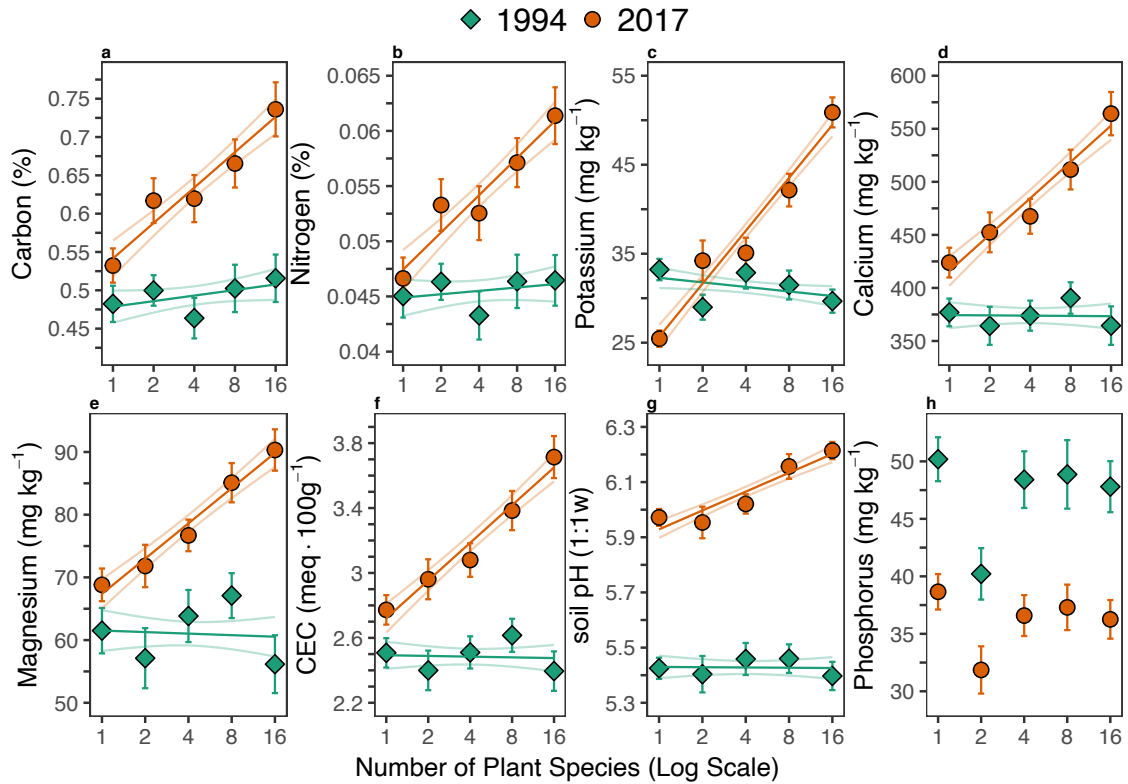 1994 2017
a b c d
Carbon (%)
0.75
0.7
0.65
0.6
0.55
0.5
0.45
1 2 4 8 16
Nitrogen (%)
0.065
0.06
0.055
0.05
0.045
0.04
1 2 4 8 16
Potassium (mg kg⁻¹)
55
45
35
25
1 2 4 8 16
Calcium (mg kg⁻¹)
600
550
500
450
400
350
1 2 4 8 16
e f g h
Magnesium (mg kg⁻¹)
90
80
70
60
50
1 2 4 8 16
CEC (meq · 100g⁻¹)
3.8
3.4
3
2.6
2.2
1 2 4 8 16
soil pH (1:1w)
6.3
6.1
5.9
5.7
5.5
5.3
1 2 4 8 16
Phosphorus (mg kg⁻¹)
50
45
40
35
30
1 2 4 8 16
Number of Plant Species (Log Scale)